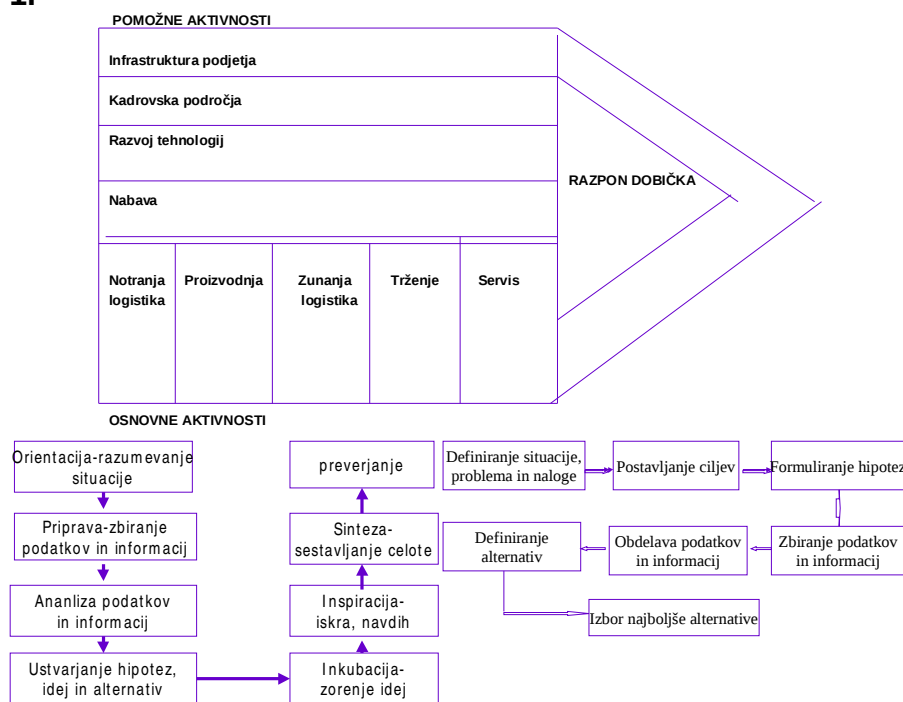 1.
POMOŽNE AKTIVNOSTI
Infrastruktura podjetja
Kadrovska področja
Razvoj tehnologij
RAZPON DOBIČKA
Nabava
Notranja
logistika
Proizvodnja
Zunanja
logistika
Trženje
Servis
OSNOVNE AKTIVNOSTI
Orientacija-razumevanje
situacije
Priprava-zbiranje
podatkov in informacij
Ananliza podatkov
in informacij
Ustvarjanje hipotez,
idej in alternativ
Inkubacija-
zorenje idej
Inspiracija-
iskra, navdih
Sinteza-
sestavljanje celote
preverjanje
Definiranje situacije,
problema in naloge
Postavljanje ciljev
Formuliranje hipotez
Zbiranje podatkov
in informacij
Obdelava podatkov
in informacij
Definiranje
alternativ
Izbor najboljše alternative